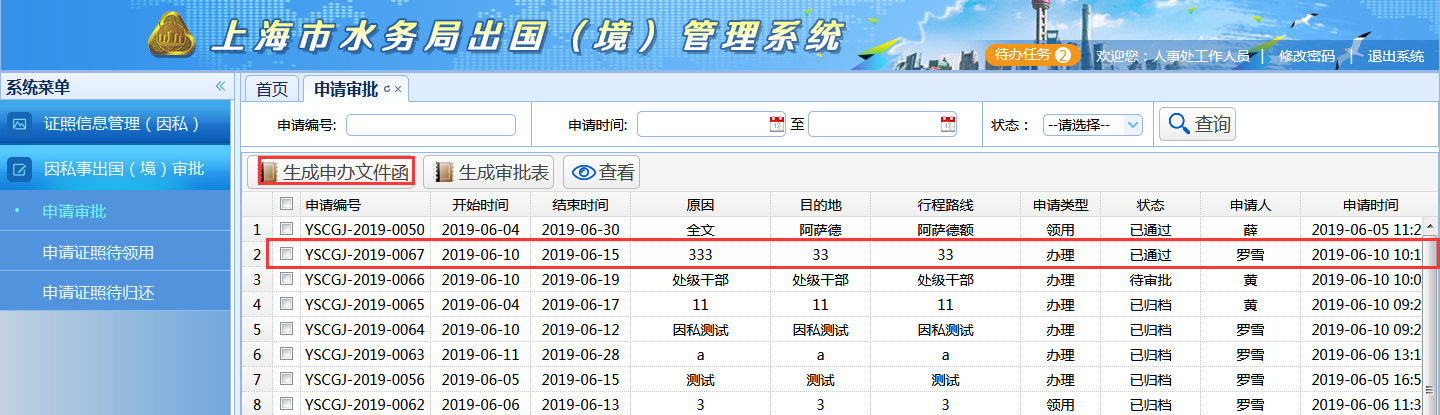 上海市水务局出国（境）管理系统
待办任务 2 欢迎您：人事处工作人员 | 修改密码 | 退出系统
系统菜单 «
证照信息管理（因私）
因私事出国（境）审批
申请审批
申请证照待领用
申请证照待归还
首页 申请审批
申请编号: 申请时间: 至 状态： --请选择-- 查询
生成申办文件函 生成审批表 查看
申请编号 开始时间 结束时间 原因 目的地 行程路线 申请类型 状态 申请人 申请时间
1 YSCGJ-2019-0050 2019-06-04 2019-06-30 全文 阿萨德 阿萨德额 领用 已通过 薛 2019-06-05 11:2
2 YSCGJ-2019-0067 2019-06-10 2019-06-15 333 33 33 办理 已通过 罗雪 2019-06-10 10:1
3 YSCGJ-2019-0066 2019-06-10 2019-06-19 处级干部 处级干部 处级干部 办理 待审批 黄 2019-06-10 10:0
4 YSCGJ-2019-0065 2019-06-04 2019-06-17 11 11 11 办理 已归档 黄 2019-06-10 09:2
5 YSCGJ-2019-0064 2019-06-10 2019-06-12 因私测试 因私测试 因私测试 办理 已归档 罗雪 2019-06-10 09:2
6 YSCGJ-2019-0063 2019-06-11 2019-06-28 a a a 办理 已归档 罗雪 2019-06-06 13:1
7 YSCGJ-2019-0056 2019-06-05 2019-06-15 测试 测试 测试 办理 已归档 罗雪 2019-06-05 16:5
8 YSCGJ-2019-0062 2019-06-06 2019-06-13 3 3 3 领用 已归档 罗雪 2019-06-06 11:3